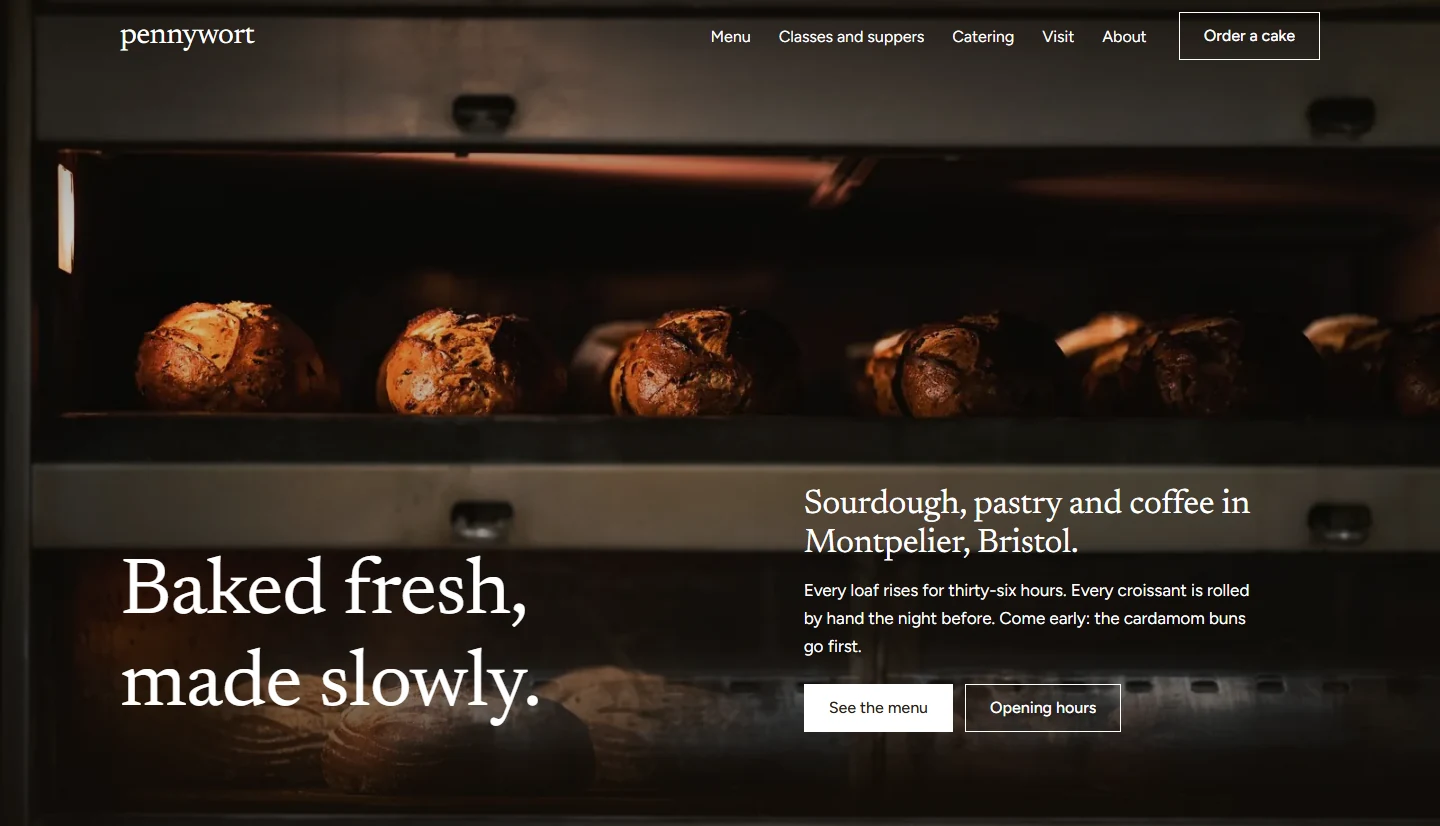 pennywort
Menu Classes and suppers Catering Visit About Order a cake
Baked fresh,
made slowly.
Sourdough, pastry and coffee in
Montpelier, Bristol.
Every loaf rises for thirty-six hours. Every croissant is rolled
by hand the night before. Come early: the cardamom buns
go first.
See the menu Opening hours